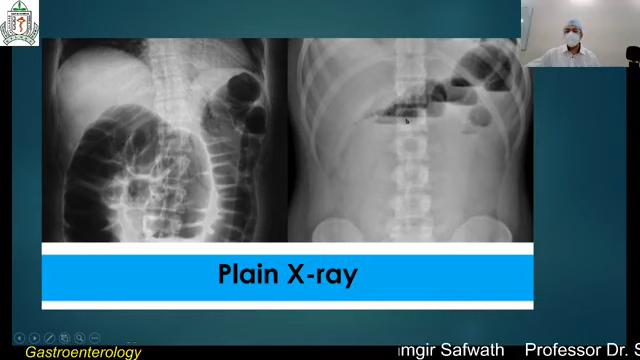 Plain X-ray
Gastroenterology
mgir Safwath Professor Dr. S